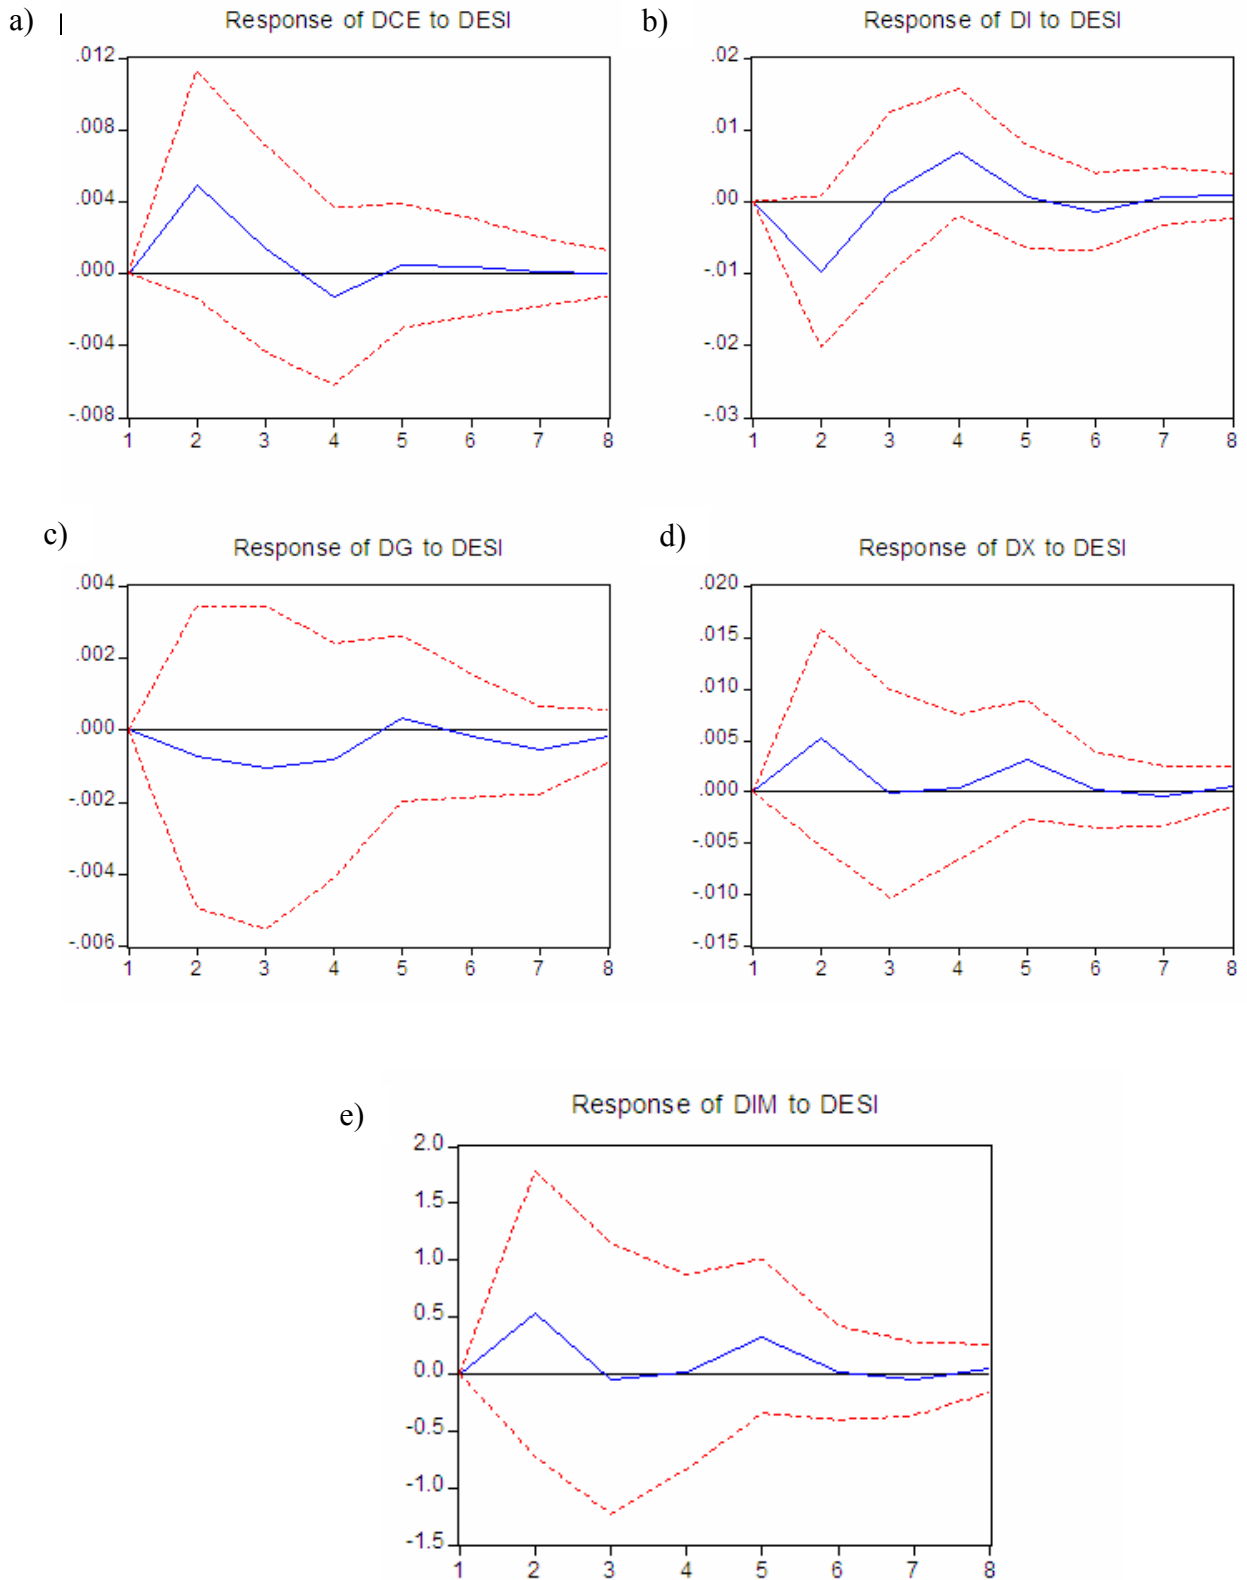 a)
Response of DCE to DESI
.012
.008
.004
.000
-.004
-.008
1 2 3 4 5 6 7 8
b)
Response of DI to DESI
.02
.01
.00
-.01
-.02
-.03
1 2 3 4 5 6 7 8
c)
Response of DG to DESI
.004
.002
.000
-.002
-.004
-.006
1 2 3 4 5 6 7 8
d)
Response of DX to DESI
.020
.015
.010
.005
.000
-.005
-.010
-.015
1 2 3 4 5 6 7 8
e)
Response of DIM to DESI
2.0
1.5
1.0
0.5
0.0
-0.5
-1.0
-1.5
1 2 3 4 5 6 7 8